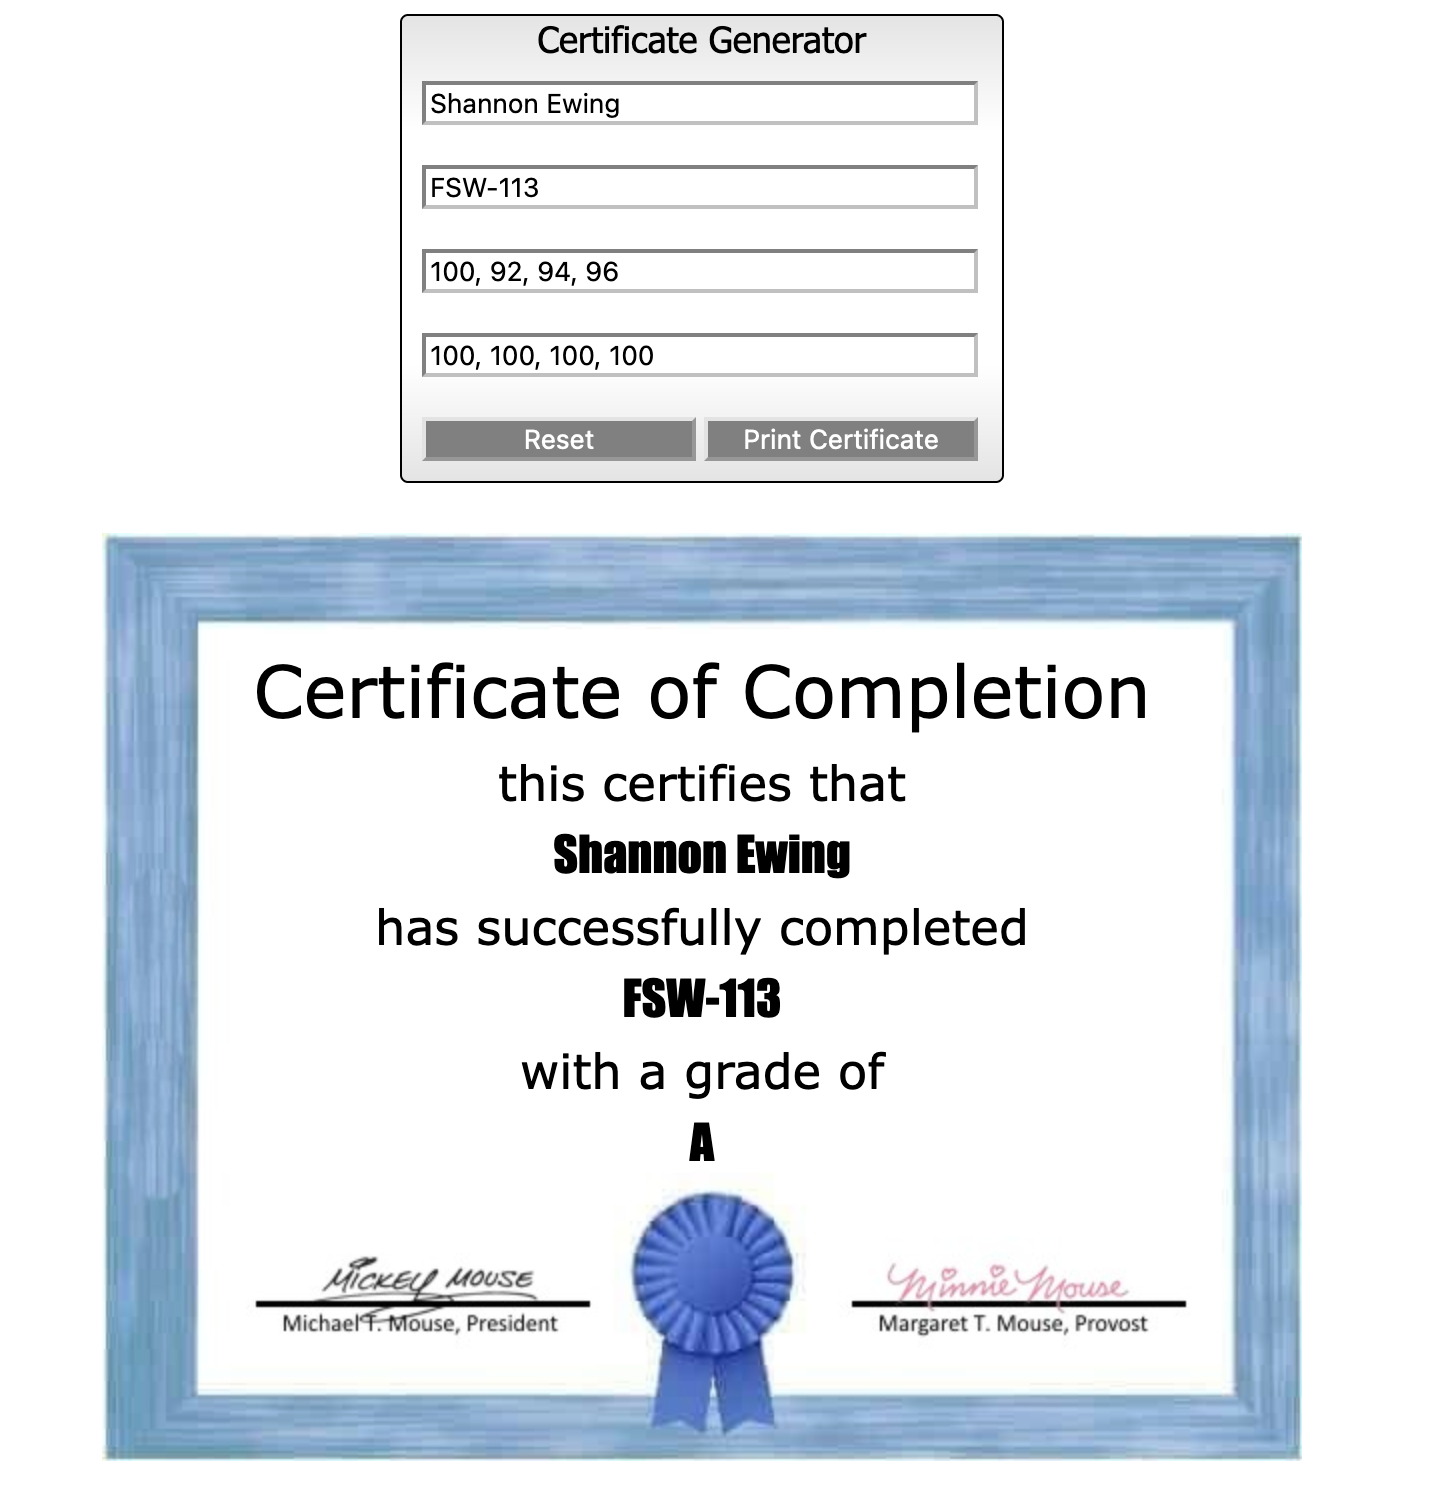 Certificate Generator
Shannon Ewing
FSW-113
100, 92, 94, 96
100, 100, 100, 100
Reset Print Certificate
Certificate of Completion
this certifies that
Shannon Ewing
has successfully completed
FSW-113
with a grade of
A
Mickey Mouse
Michael T. Mouse, President
Minnie Mouse
Margaret T. Mouse, Provost